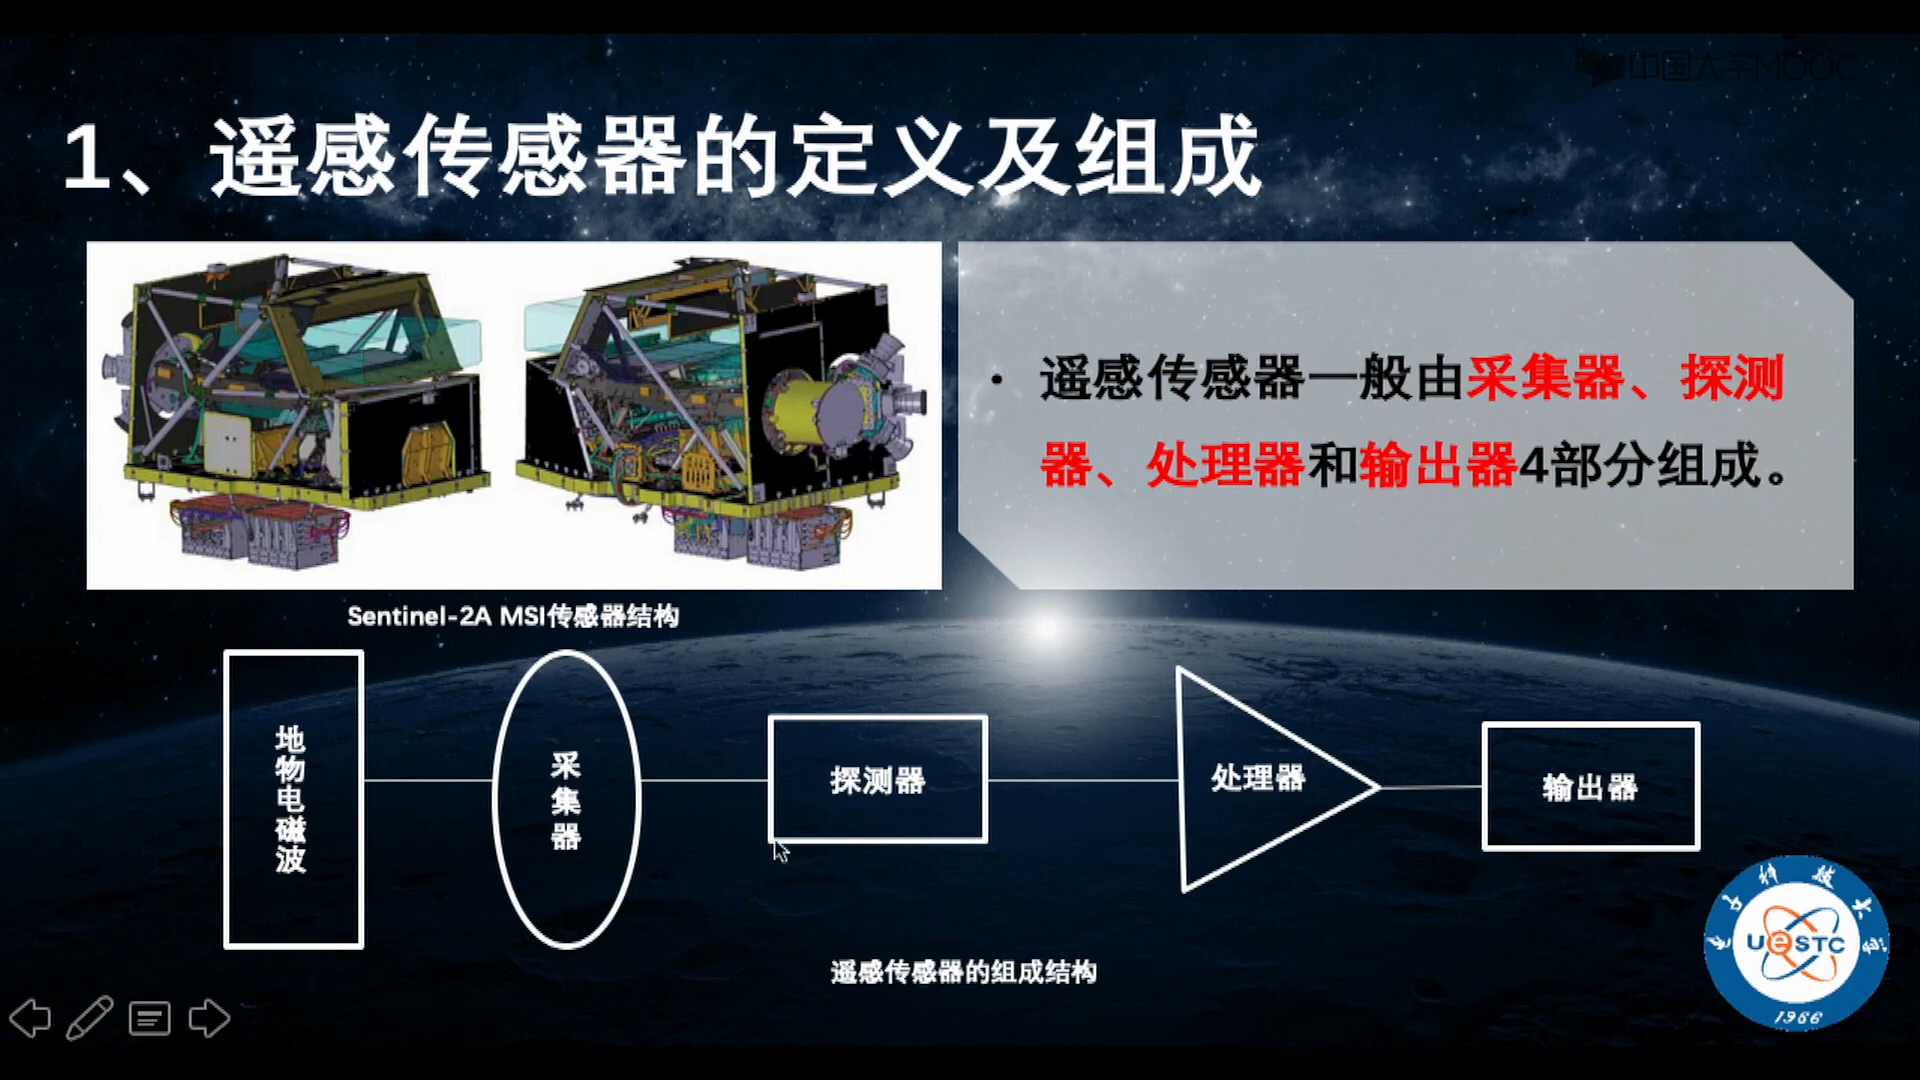 中国大学MOOC
1、遥感传感器的定义及组成
• 遥感传感器一般由采集器、探测
器、处理器和输出器4部分组成。
Sentinel-2A MSI传感器结构
地物电磁波
采集器
探测器
处理器
输出器
遥感传感器的组成结构
UeSTC
1966